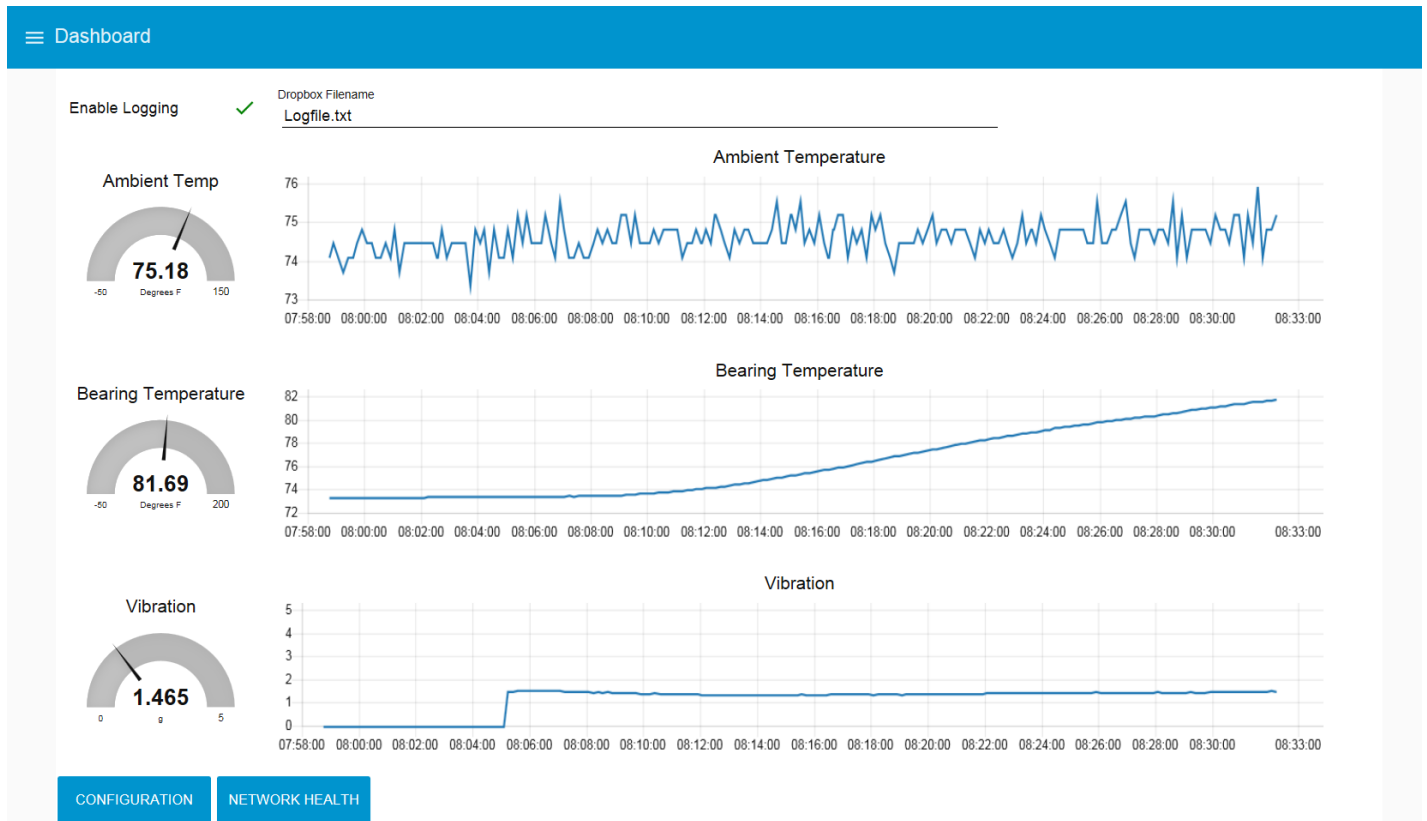 Dashboard
Enable Logging
Dropbox Filename
Logfile.txt
Ambient Temp
75.18
-50 Degrees F 150
Ambient Temperature
76
75
74
73
07:58:00 08:00:00 08:02:00 08:04:00 08:06:00 08:08:00 08:10:00 08:12:00 08:14:00 08:16:00 08:18:00 08:20:00 08:22:00 08:24:00 08:26:00 08:28:00 08:30:00 08:33:00
Bearing Temperature
81.69
-50 Degrees F 200
Bearing Temperature
82
80
78
76
74
72
07:58:00 08:00:00 08:02:00 08:04:00 08:06:00 08:08:00 08:10:00 08:12:00 08:14:00 08:16:00 08:18:00 08:20:00 08:22:00 08:24:00 08:26:00 08:28:00 08:30:00 08:33:00
Vibration
1.465
0 g 5
Vibration
5
4
3
2
1
0
07:58:00 08:00:00 08:02:00 08:04:00 08:06:00 08:08:00 08:10:00 08:12:00 08:14:00 08:16:00 08:18:00 08:20:00 08:22:00 08:24:00 08:26:00 08:28:00 08:30:00 08:33:00
CONFIGURATION NETWORK HEALTH